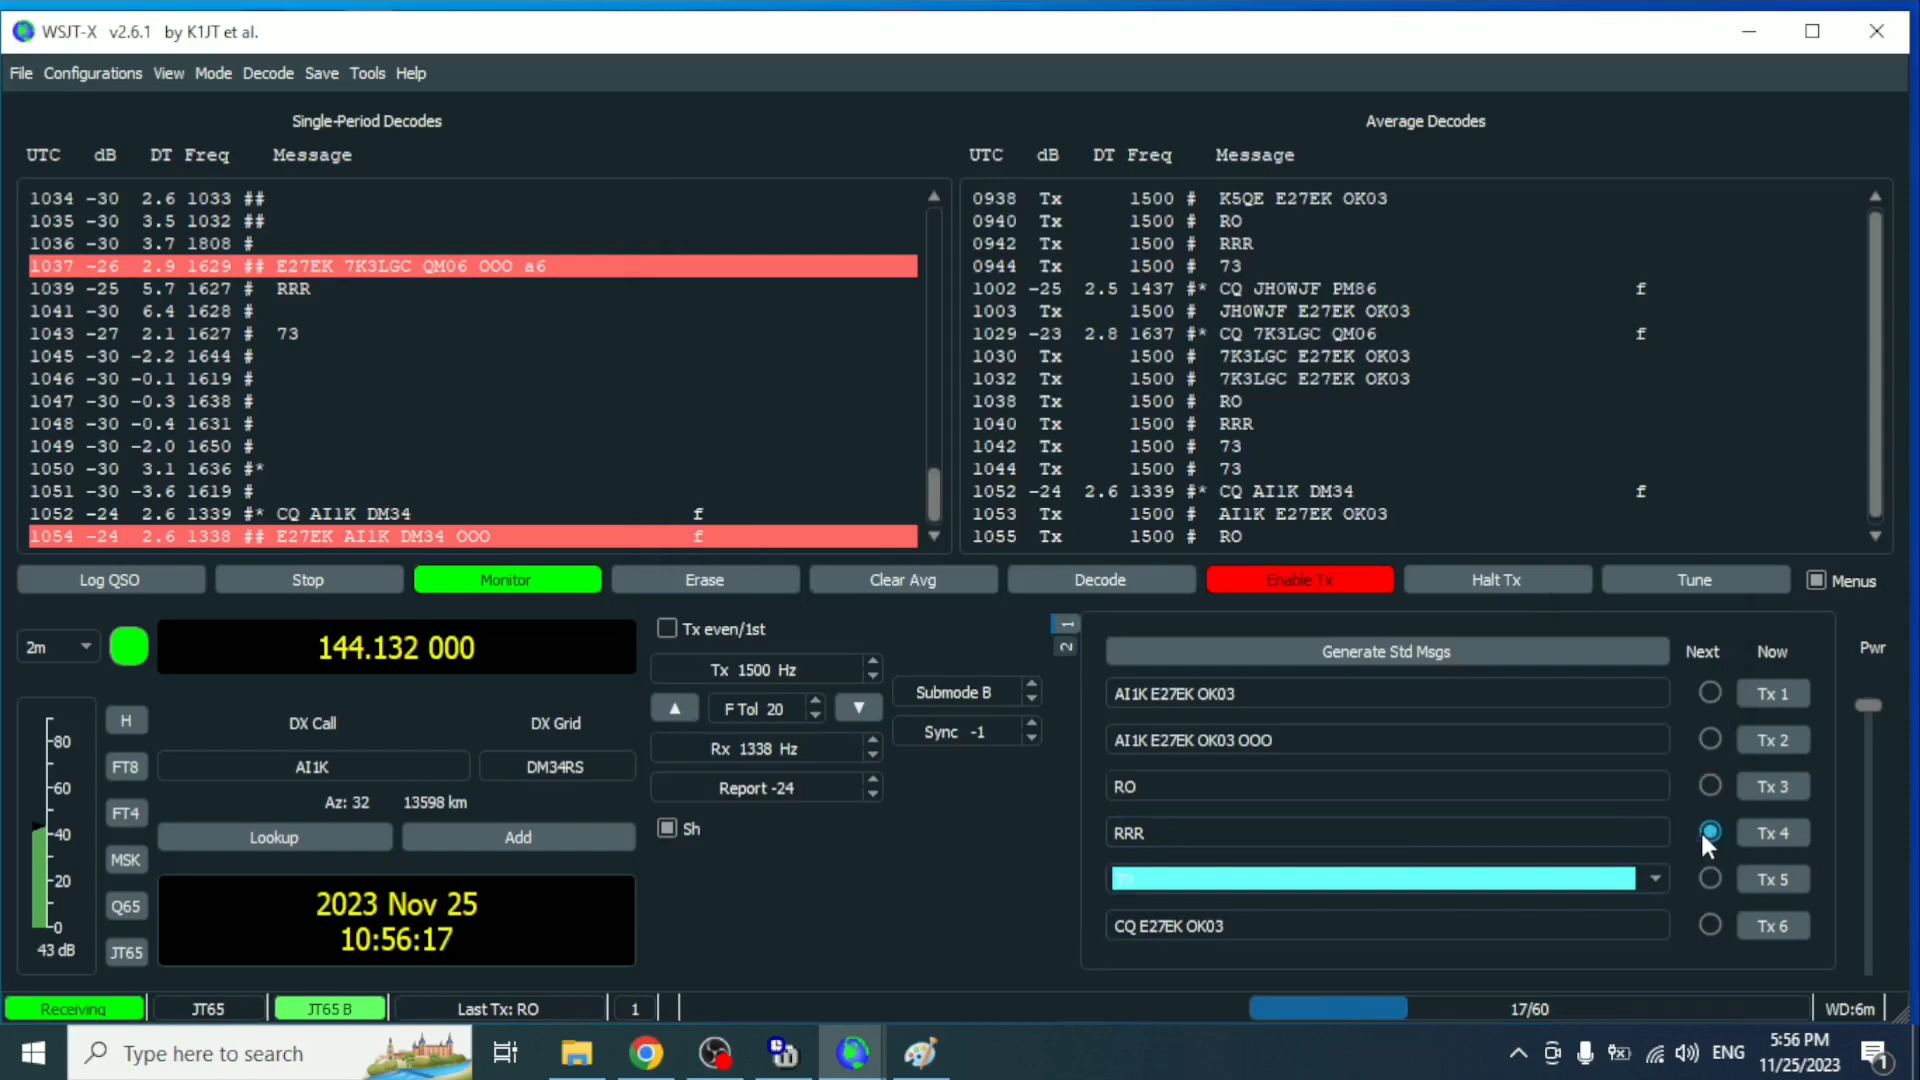 WSJT-X v2.6.1 by K1JT et al.
File Configurations View Mode Decode Save Tools Help
Single-Period Decodes
UTC dB DT Freq Message
1034 -30 2.6 1033 ##
1035 -30 3.5 1032 ##
1036 -30 3.7 1808 #
1037 -26 2.9 1629 ## E27EK 7K3LGC QM06 OOO a6
1039 -25 5.7 1627 # RRR
1041 -30 6.4 1628 #
1043 -27 2.1 1627 # 73
1045 -30 -2.2 1644 #
1046 -30 -0.1 1619 #
1047 -30 -0.3 1638 #
1048 -30 -0.4 1631 #
1049 -30 -2.0 1650 #
1050 -30 3.1 1636 #*
1051 -30 -3.6 1619 #
1052 -24 2.6 1339 #* CQ AI1K DM34 f
1054 -24 2.6 1338 ## E27EK AI1K DM34 OOO f
Average Decodes
UTC dB DT Freq Message
0938 Tx 1500 # K5QE E27EK OK03
0940 Tx 1500 # RO
0942 Tx 1500 # RRR
0944 Tx 1500 # 73
1002 -25 2.5 1437 #* CQ JH0WJF PM86 f
1003 Tx 1500 # JH0WJF E27EK OK03
1029 -23 2.8 1637 #* CQ 7K3LGC QM06 f
1030 Tx 1500 # 7K3LGC E27EK OK03
1032 Tx 1500 # 7K3LGC E27EK OK03
1038 Tx 1500 # RO
1040 Tx 1500 # RRR
1042 Tx 1500 # 73
1044 Tx 1500 # 73
1052 -24 2.6 1339 #* CQ AI1K DM34 f
1053 Tx 1500 # AI1K E27EK OK03
1055 Tx 1500 # RO
Log QSO Stop Monitor Erase Clear Avg Decode Enable Tx Halt Tx Tune Menus
2m
144.132 000
-80
-60
-40
-20
-0
43 dB
H
FT8
FT4
MSK
Q65
JT65
DX Call DX Grid
AI1K DM34RS
Az: 32 13598 km
Lookup Add
2023 Nov 25
10:56:17
Tx even/1st
Tx 1500 Hz
F Tol 20
Rx 1338 Hz
Report -24
Sh
Submode B
Sync -1
1
2
Generate Std Msgs Next Now Pwr
AI1K E27EK OK03 Tx 1
AI1K E27EK OK03 OOO Tx 2
RO Tx 3
RRR Tx 4
Tx 5
CQ E27EK OK03 Tx 6
Receiving JT65 JT65 B Last Tx: RO 1 17/60 WD:6m
Type here to search
ENG
5:56 PM
11/25/2023
1